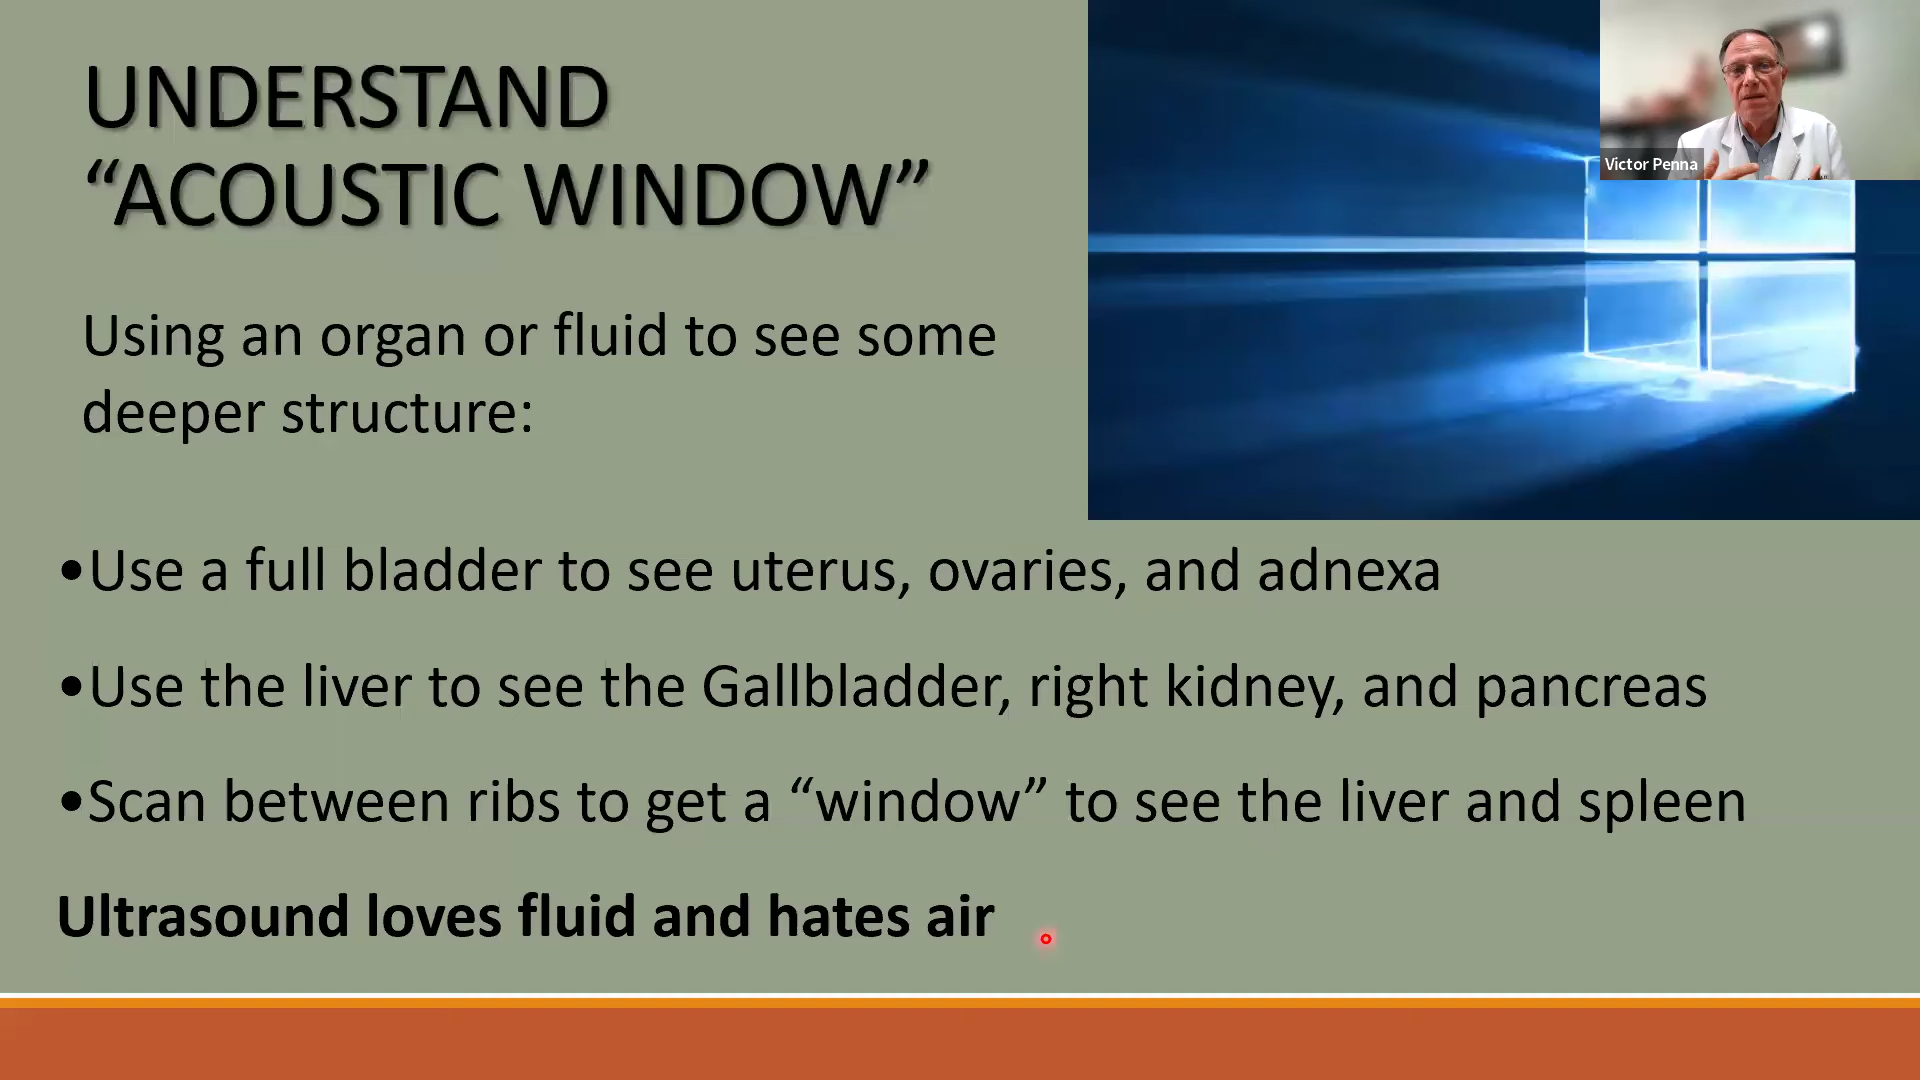 UNDERSTAND
“ACOUSTIC WINDOW”
Victor Penna
Using an organ or fluid to see some
deeper structure:
•Use a full bladder to see uterus, ovaries, and adnexa
•Use the liver to see the Gallbladder, right kidney, and pancreas
•Scan between ribs to get a “window” to see the liver and spleen
Ultrasound loves fluid and hates air